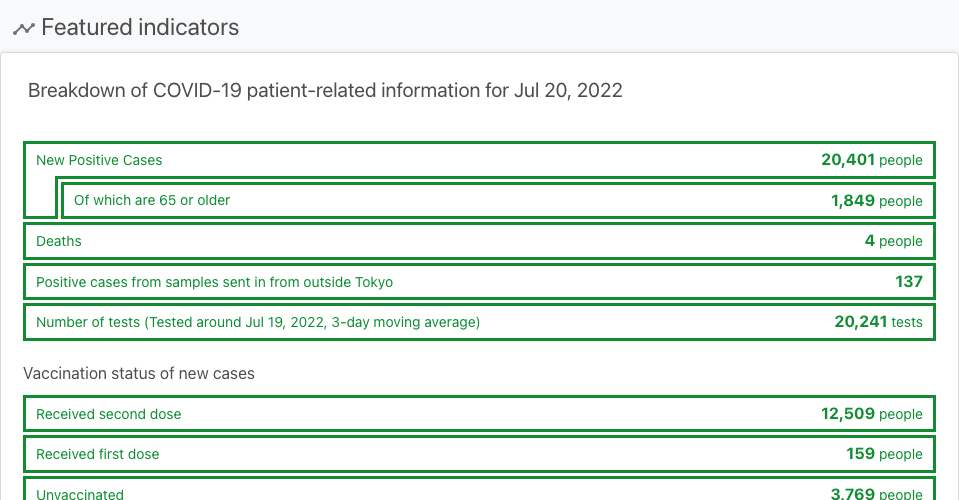 Featured indicators
Breakdown of COVID-19 patient-related information for Jul 20, 2022
New Positive Cases 20,401 people
Of which are 65 or older 1,849 people
Deaths 4 people
Positive cases from samples sent in from outside Tokyo 137
Number of tests (Tested around Jul 19, 2022, 3-day moving average) 20,241 tests
Vaccination status of new cases
Received second dose 12,509 people
Received first dose 159 people
Unvaccinated 3,769 people